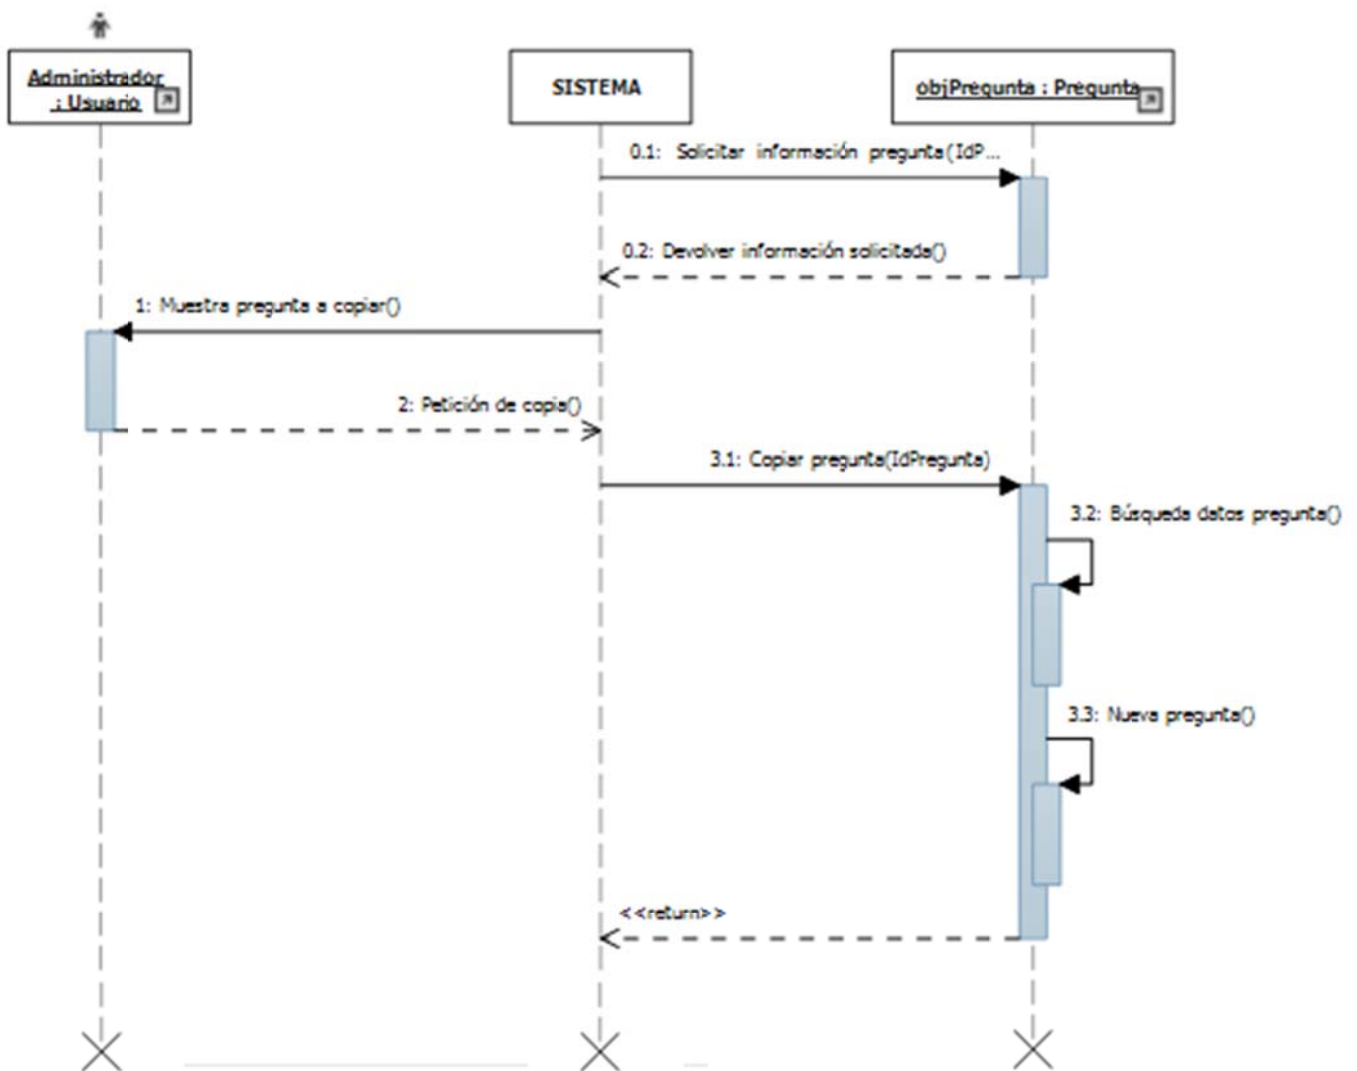 Administrador
: Usuario
SISTEMA
objPregunta : Pregunta
0.1: Solicitar información pregunta(IdP...
0.2: Devolver información solicitada()
1: Muestra pregunta a copiar()
2: Petición de copia()
3.1: Copiar pregunta(IdPregunta)
3.2: Búsqueda datos pregunta()
3.3: Nueva pregunta()
<<return>>